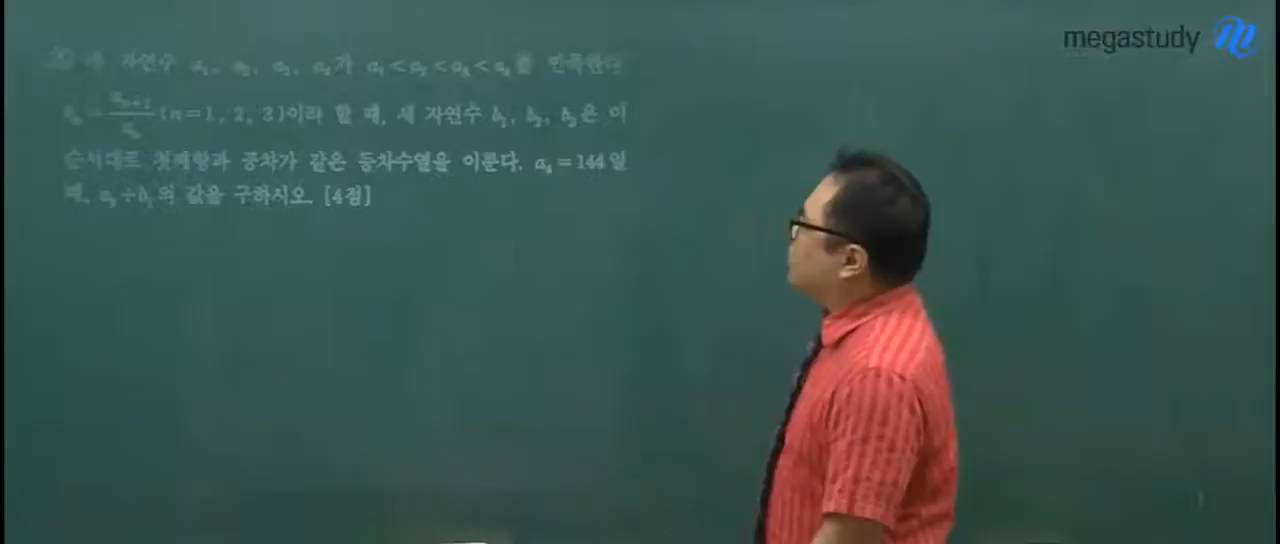 megastudy
자연수 a₁, a₂, a₃, a₄가 a₁<a₂<a₃<a₄를 만족한다
bₙ=aₙ₊₁/aₙ(n=1, 2, 3)이라 할 때, 세 자연수 b₁, b₂, b₃은 이
순서대로 첫째항과 공차가 같은 등차수열을 이룬다. a₄=144일
때, 의 값을 구하시오. [4점]